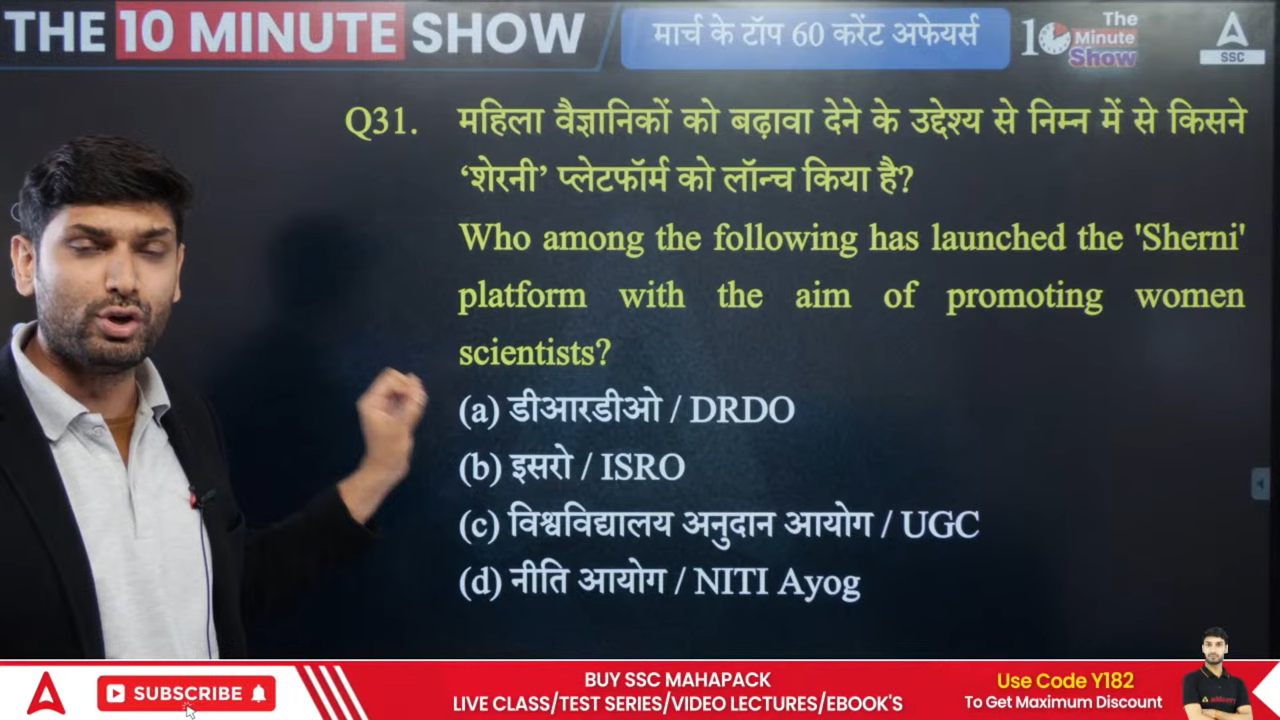 THE 10 MINUTE SHOW
मार्च के टॉप 60 करेंट अफेयर्स
10 The Minute Show
SSC
Q31. महिला वैज्ञानिकों को बढ़ावा देने के उद्देश्य से निम्न में से किसने
‘शेरनी’ प्लेटफॉर्म को लॉन्च किया है?
Who among the following has launched the 'Sherni'
platform with the aim of promoting women
scientists?
(a) डीआरडीओ / DRDO
(b) इसरो / ISRO
(c) विश्वविद्यालय अनुदान आयोग / UGC
(d) नीति आयोग / NITI Ayog
SUBSCRIBE
BUY SSC MAHAPACK
LIVE CLASS/TEST SERIES/VIDEO LECTURES/EBOOK'S
Use Code Y182
To Get Maximum Discount